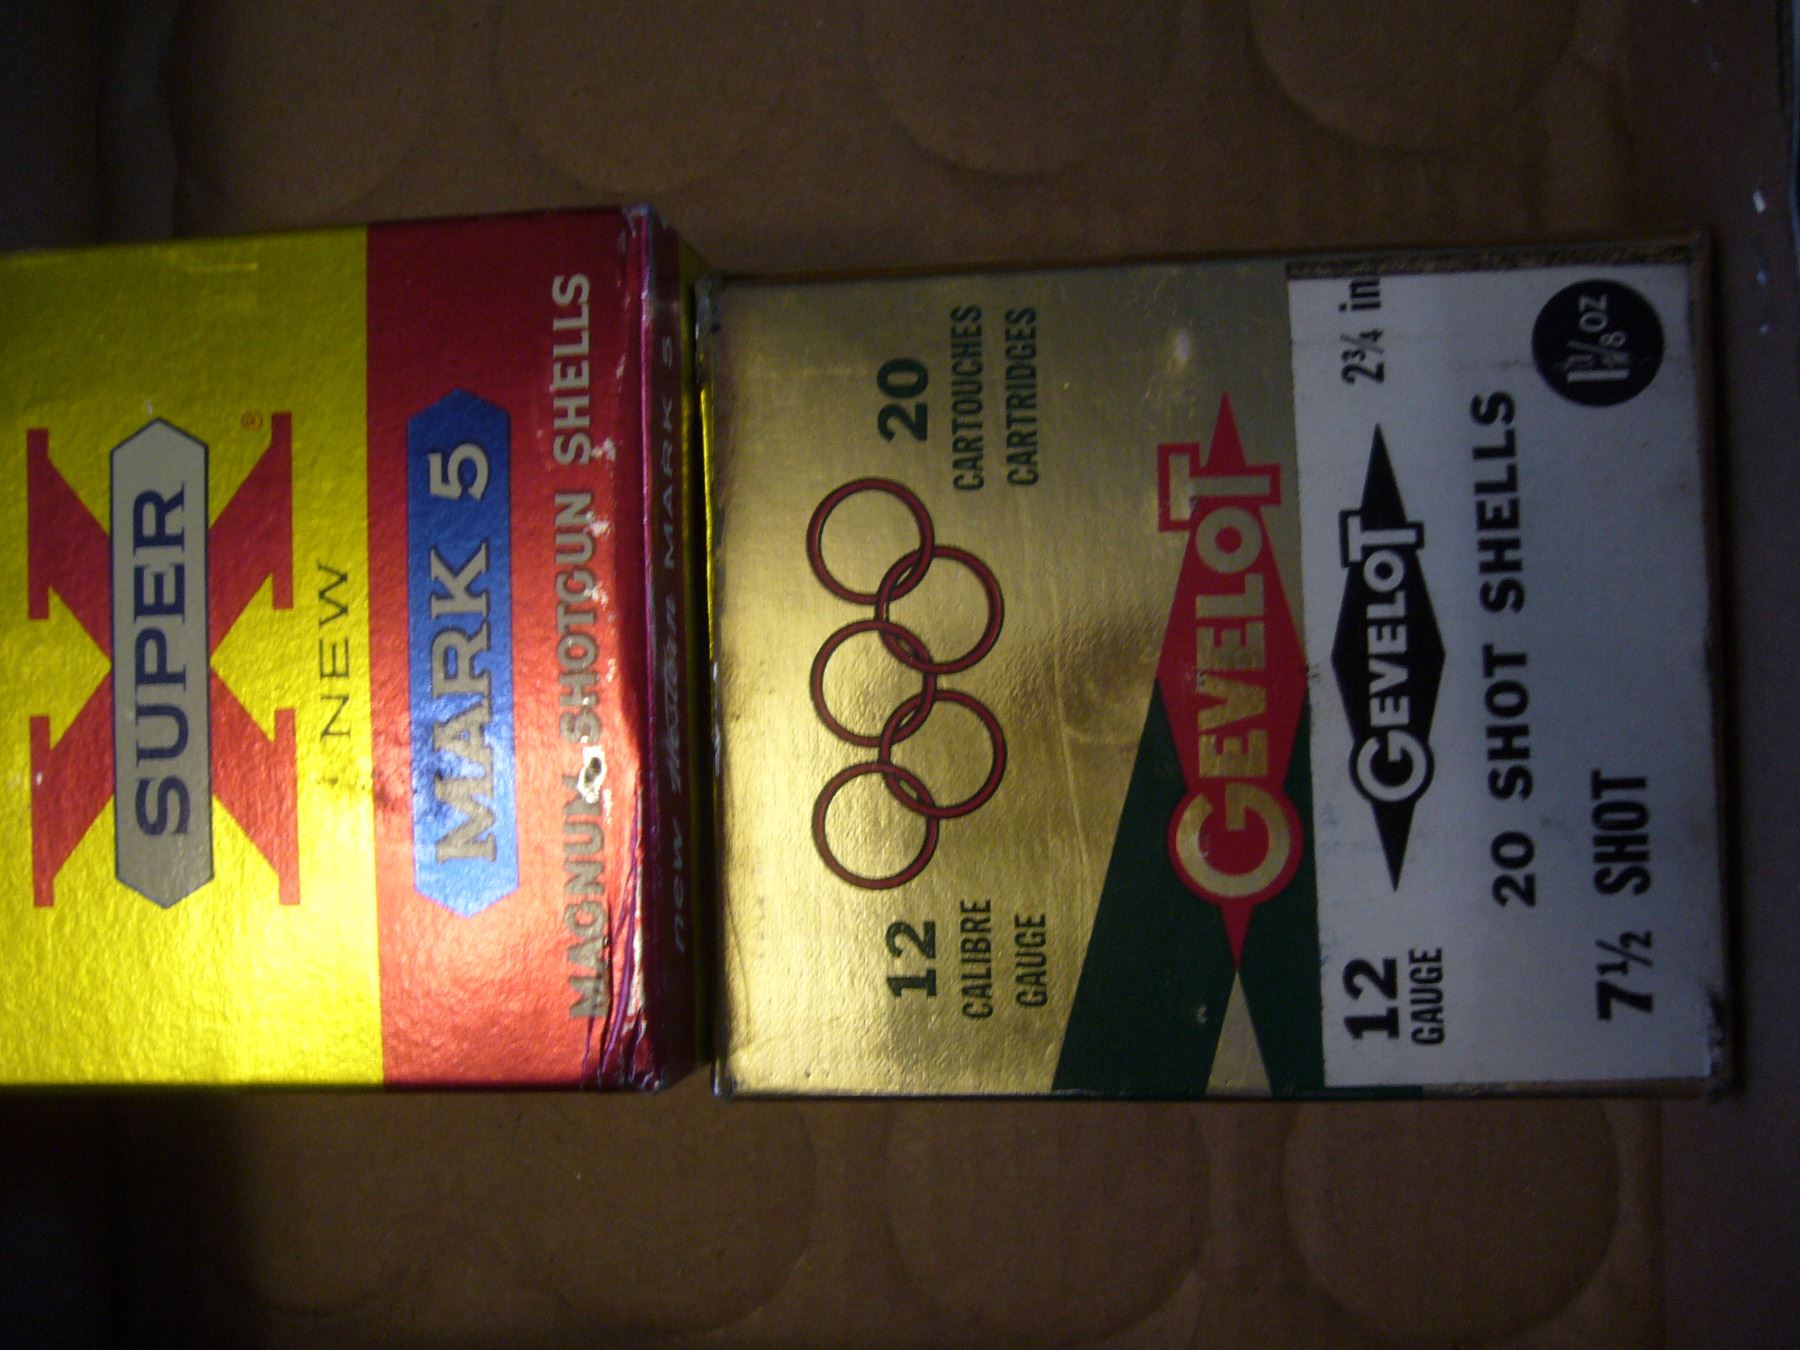 SUPER
X
®
NEW
MARK 5
MAGNUM SHOTGUN SHELLS
new Western MARK 5
12
CALIBRE
GAUGE
20
CARTOUCHES
CARTRIDGES
GEVELOT
12
GAUGE
GEVELOT
2¾ in
20 SHOT SHELLS
7½ SHOT
1⅛ OZ